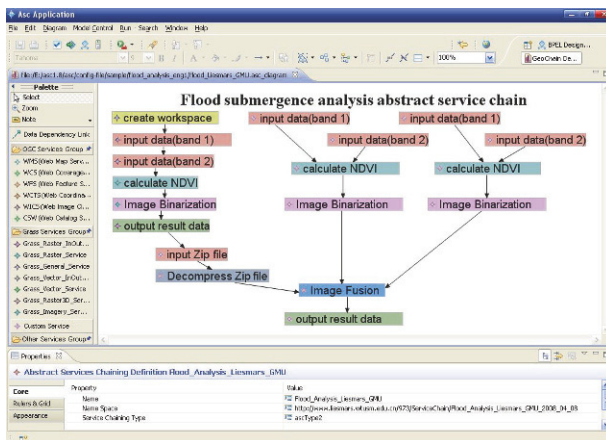 Asc Application
File Edit Diagram Model Control Run Search Window Help
Tahoma 9 B I A 100%
BPEL Design...
GeoChain De...
Palette
Select
Zoom
Note
Data Dependency Link
OGC Services Group
WMS(Web Map Serv...
WCS(Web Coverage...
WFS(Web Feature S...
WCTS(Web Coordina...
WICS(Web Image C...
CSW(Web Catalog S...
Grass Services Group
Grass_Raster_InOut...
Grass_Raster_Service
Grass_General_Service
Grass_Vector_InOut...
Grass_Vector_Service
Grass_Raster3D_Ser...
Grass_Imagery_Ser...
Custom Service
Other Services Group
Flood submergence analysis abstract service chain
create workspace
input data(band 1)
input data(band 1)
input data(band 1)
input data(band 2)
input data(band 2)
input data(band 2)
calculate NDVI
calculate NDVI
calculate NDVI
Image Binarization
Image Binarization
Image Binarization
output result data
input Zip file
Decompress Zip file
Image Fusion
output result data
Properties
Abstract Services Chaining Definition Flood_Analysis_Liesmars_GMU
Core
Rulers & Grid
Appearance
Property Value
Name Flood_Analysis_Liesmars_GMU
Name Space
Service Chaining Type ascType2